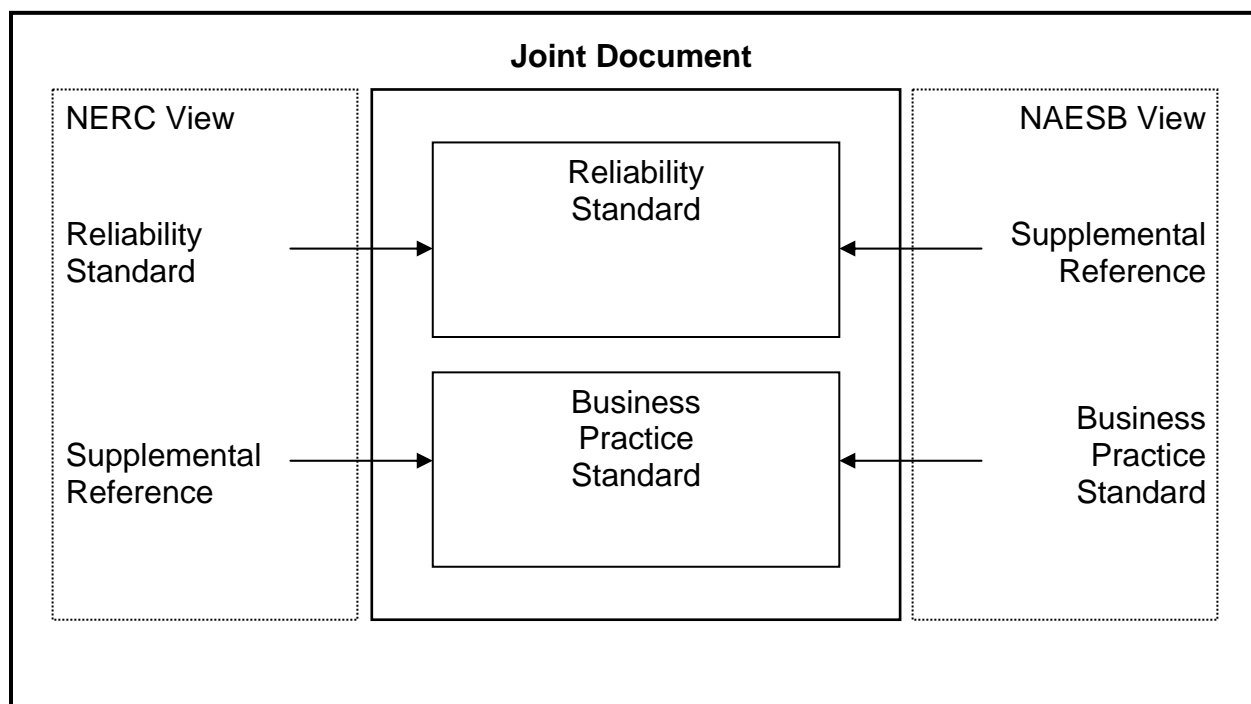 Joint Document
NERC View
NAESB View
Reliability
Standard
Reliability
Standard
Supplemental
Reference
Business
Practice
Standard
Supplemental
Reference
Business
Practice
Standard